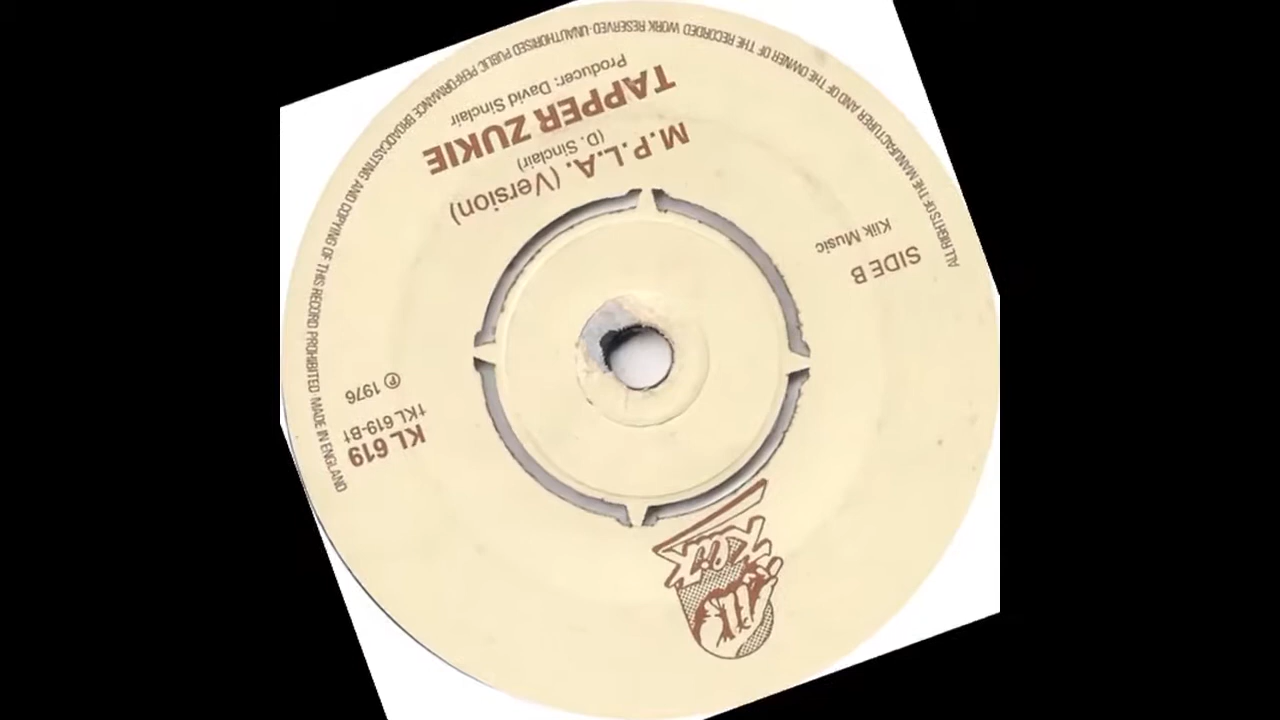 Klik
KL 619
†KL 619-B†
℗ 1976
SIDE B
Klik Music
M.P.L.A. (Version)
(D. Sinclair)
TAPPER ZUKIE
Producer: David Sinclair
ALL RIGHTS OF THE MANUFACTURER AND OF THE OWNER OF THE RECORDED WORK RESERVED-UNAUTHORISED PUBLIC PERFORMANCE BROADCASTING AND COPYING OF THIS RECORD PROHIBITED MADE IN ENGLAND